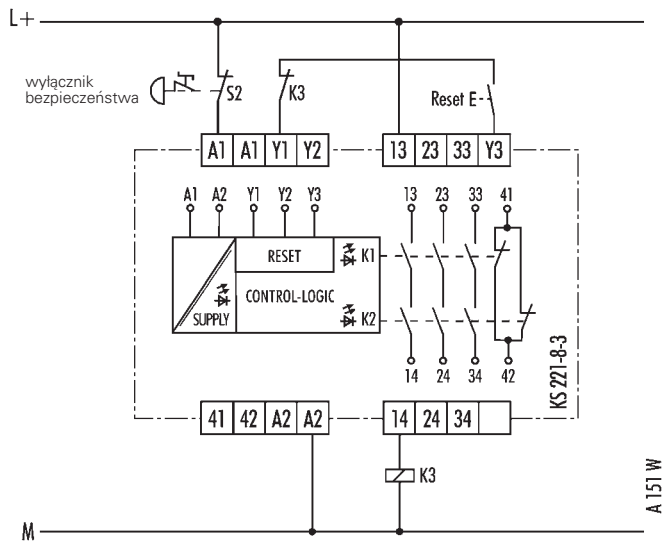 L+
wyłącznik
bezpieczeństwa
S2
K3
Reset E
A1 A1 Y1 Y2
13 23 33 Y3
A1 A2 Y1 Y2 Y3
13 23 33 41
RESET
K1
CONTROL-LOGIC
SUPPLY
K2
14 24 34 42
KS 221-8-3
41 42 A2 A2
14 24 34
K3
A 151 W
M